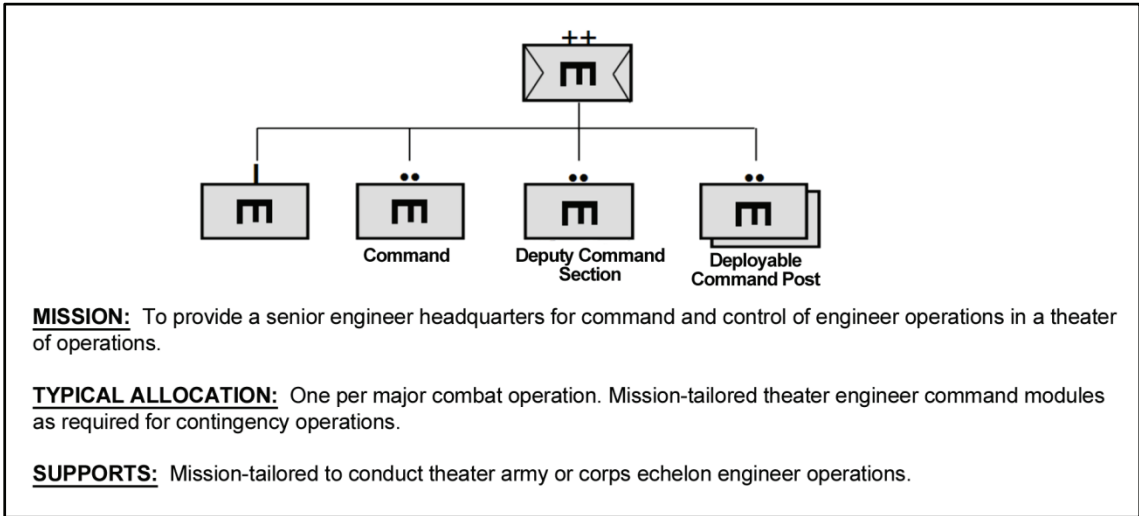 ++
Command
Deputy Command
Section
Deployable
Command Post
MISSION: To provide a senior engineer headquarters for command and control of engineer operations in a theater
of operations.
TYPICAL ALLOCATION: One per major combat operation. Mission-tailored theater engineer command modules
as required for contingency operations.
SUPPORTS: Mission-tailored to conduct theater army or corps echelon engineer operations.